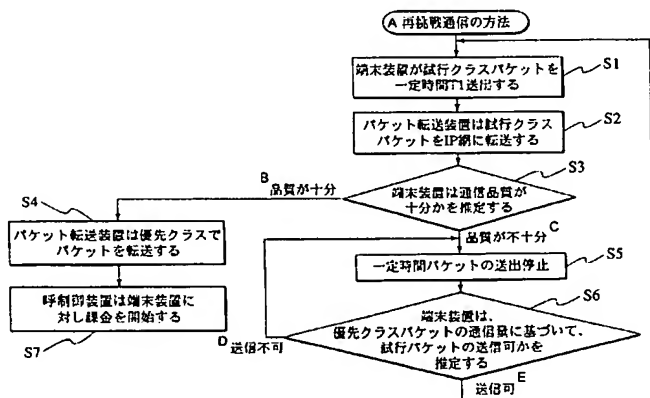 A 再挑戦通信の方法
端末装置が試行クラスパケットを
一定時間T1送出する
S1
パケット転送装置は試行クラス
パケットをIP網に転送する
S2
S3
端末装置は通信品質が
十分かを推定する
B
品質が十分
S4
パケット転送装置は優先クラスで
パケットを転送する
C
品質が不十分
S5
一定時間パケットの送出停止
呼制御装置は端末装置に
対し課金を開始する
S7
S6
端末装置は、
優先クラスパケットの通信量に基づいて、
試行パケットの送信可かを
推定する
D
送信不可
E
送信可